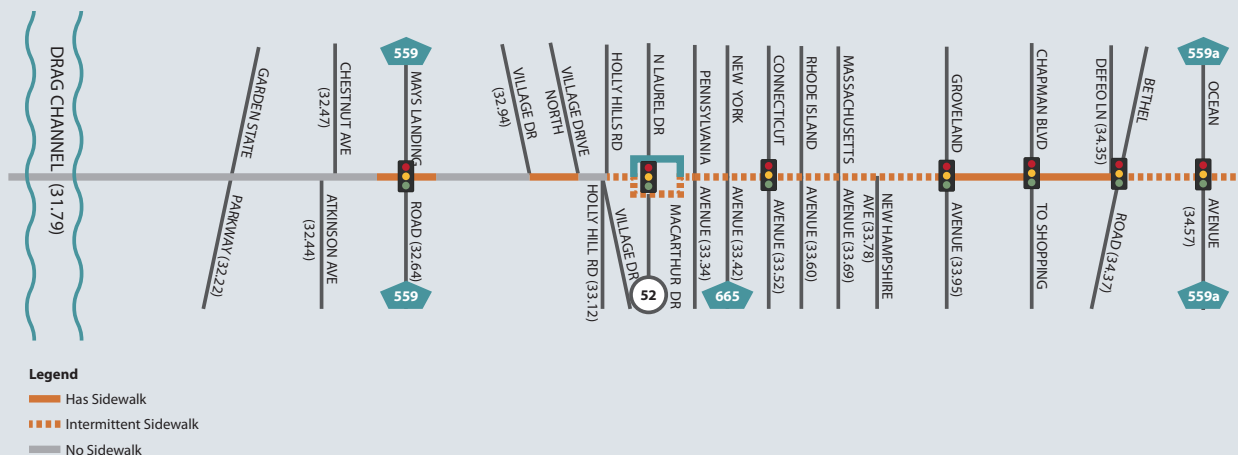 DRAG CHANNEL (31.79)
GARDEN STATE
PARKWAY (32.22)
CHESTNUT AVE
(32.47)
ATKINSON AVE
(32.44)
559
MAYS LANDING
ROAD (32.64)
559
VILLAGE DR
(32.94)
VILLAGE DRIVE
NORTH
HOLLY HILLS RD
HOLLY HILL RD (33.12)
VILLAGE DR
N LAUREL DR
52
MACARTHUR DR
PENNSYLVANIA
AVENUE (33.34)
NEW YORK
AVENUE (33.42)
665
CONNECTICUT
AVENUE (33.52)
RHODE ISLAND
AVENUE (33.60)
MASSACHUSETTS
AVENUE (33.69)
NEW HAMPSHIRE
AVE (33.78)
GROVELAND
AVENUE (33.95)
CHAPMAN BLVD
TO SHOPPING
DEFEO LN (34.35)
BETHEL
ROAD (34.37)
559a
OCEAN
AVENUE
(34.57)
559a
Legend
Has Sidewalk
Intermittent Sidewalk
No Sidewalk